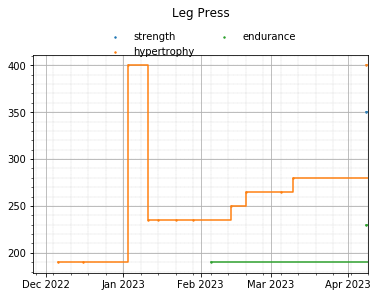 Leg Press
strength endurance
hypertrophy
400
350
300
250
200
Dec 2022 Jan 2023 Feb 2023 Mar 2023 Apr 2023